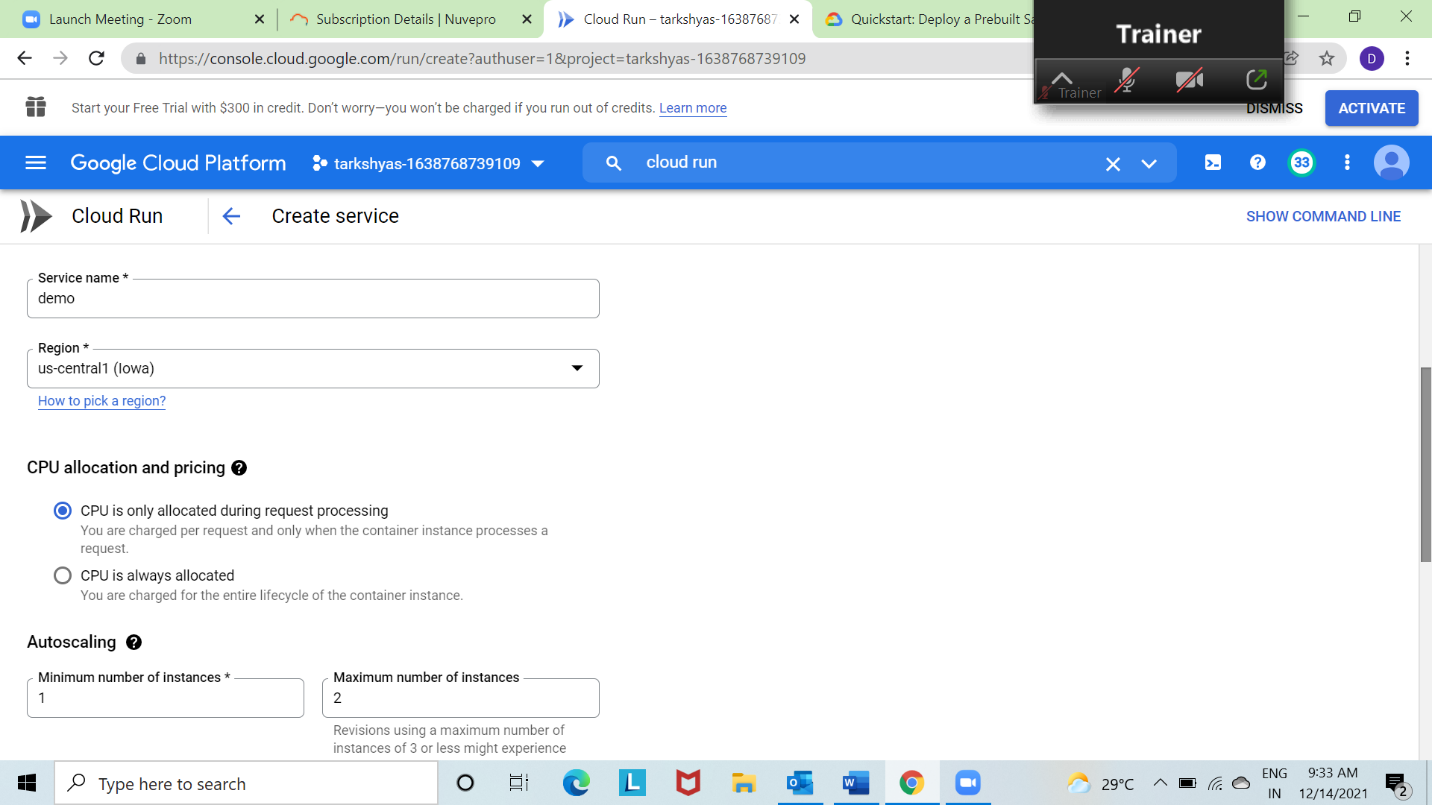 Launch Meeting - Zoom
Subscription Details | Nuvepro
Cloud Run – tarkshyas-16387687
Quickstart: Deploy a Prebuilt Sa
Trainer
https://console.cloud.google.com/run/create?authuser=1&project=tarkshyas-1638768739109
D
Trainer
Start your Free Trial with $300 in credit. Don't worry—you won't be charged if you run out of credits. Learn more
DISMISS
ACTIVATE
Google Cloud Platform
tarkshyas-1638768739109
cloud run
33
Cloud Run
Create service
SHOW COMMAND LINE
Service name *
demo
Region *
us-central1 (Iowa)
How to pick a region?
CPU allocation and pricing
CPU is only allocated during request processing
You are charged per request and only when the container instance processes a
request.
CPU is always allocated
You are charged for the entire lifecycle of the container instance.
Autoscaling
Minimum number of instances *
1
Maximum number of instances
2
Revisions using a maximum number of
instances of 3 or less might experience
Type here to search
L
29°C
ENG
IN
9:33 AM
12/14/2021
2